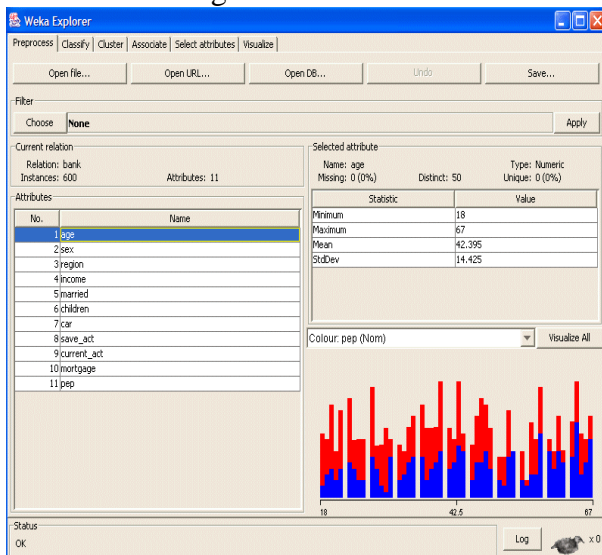 Weka Explorer
Preprocess Classify Cluster Associate Select attributes Visualize
Open file... Open URL... Open DB... Undo Save...
Filter
Choose None Apply
Current relation
Relation: bank
Instances: 600 Attributes: 11
Attributes
No. Name
1 age
2 sex
3 region
4 income
5 married
6 children
7 car
8 save_act
9 current_act
10 mortgage
11 pep
Selected attribute
Name: age Type: Numeric
Missing: 0 (0%) Distinct: 50 Unique: 0 (0%)
Statistic Value
Minimum 18
Maximum 67
Mean 42.395
StdDev 14.425
Colour: pep (Nom) Visualize All
18 42.5 67
Status
OK Log x 0